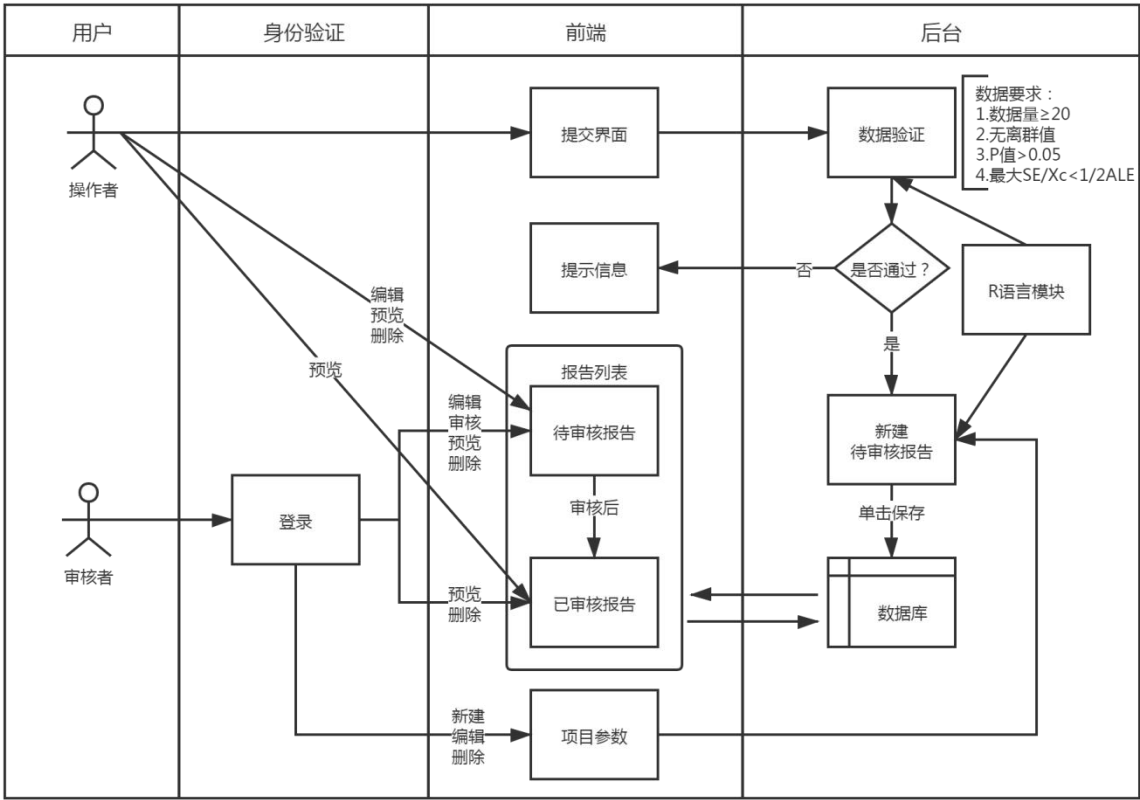 用户
身份验证
前端
后台
操作者
提交界面
数据验证
数据要求：
1.数据量≥20
2.无离群值
3.P值>0.05
4.最大SE/Xc<1/2ALE
提示信息
否
是否通过？
R语言模块
编辑
预览
删除
是
预览
报告列表
编辑
审核
预览
删除
待审核报告
新建
待审核报告
审核者
登录
审核后
单击保存
预览
删除
已审核报告
数据库
新建
编辑
删除
项目参数